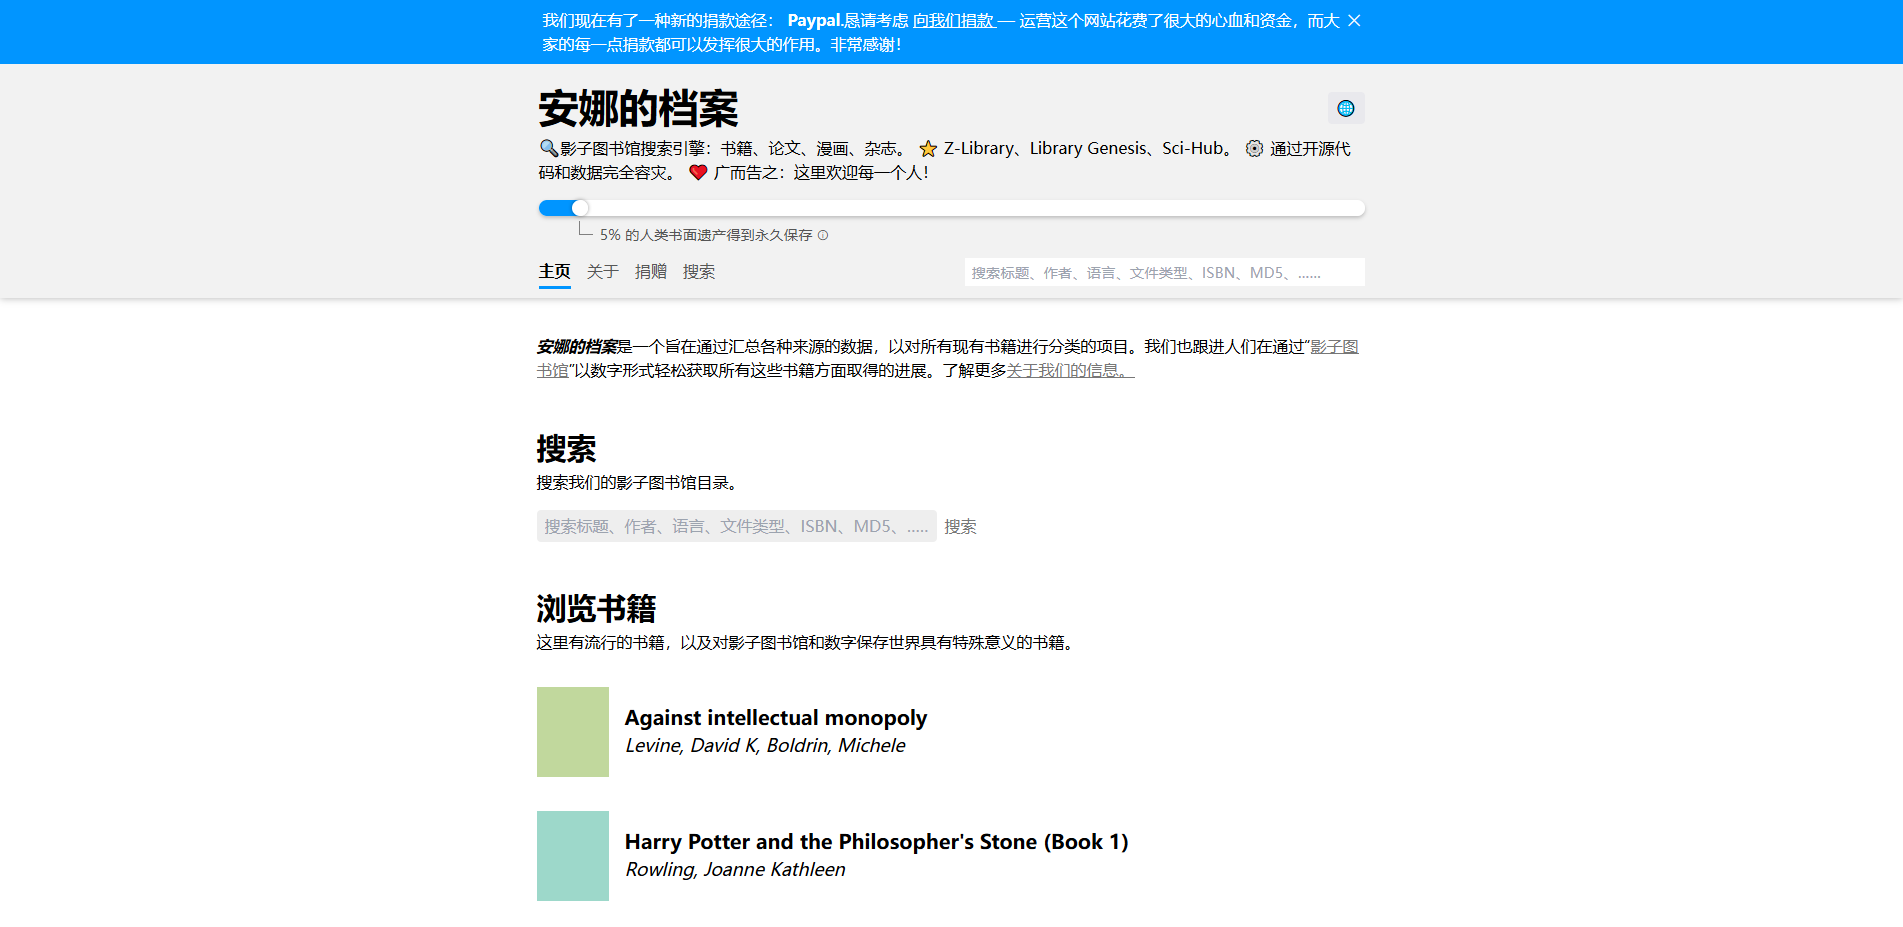 我们现在有了一种新的捐款途径： Paypal.恳请考虑 向我们捐款 — 运营这个网站花费了很大的心血和资金，而大
家的每一点捐款都可以发挥很大的作用。非常感谢！
安娜的档案
🔍影子图书馆搜索引擎：书籍、论文、漫画、杂志。 ⭐ Z-Library、Library Genesis、Sci-Hub。 ⚙️ 通过开源代
码和数据完全容灾。 ❤️ 广而告之：这里欢迎每一个人！
5% 的人类书面遗产得到永久保存 ⓘ
主页 关于 捐赠 搜索
搜索标题、作者、语言、文件类型、ISBN、MD5、……
安娜的档案是一个旨在通过汇总各种来源的数据，以对所有现有书籍进行分类的项目。我们也跟进人们在通过“影子图
书馆”以数字形式轻松获取所有这些书籍方面取得的进展。了解更多关于我们的信息。
搜索
搜索我们的影子图书馆目录。
搜索标题、作者、语言、文件类型、ISBN、MD5、…..
搜索
浏览书籍
这里有流行的书籍，以及对影子图书馆和数字保存世界具有特殊意义的书籍。
Against intellectual monopoly
Levine, David K, Boldrin, Michele
Harry Potter and the Philosopher's Stone (Book 1)
Rowling, Joanne Kathleen